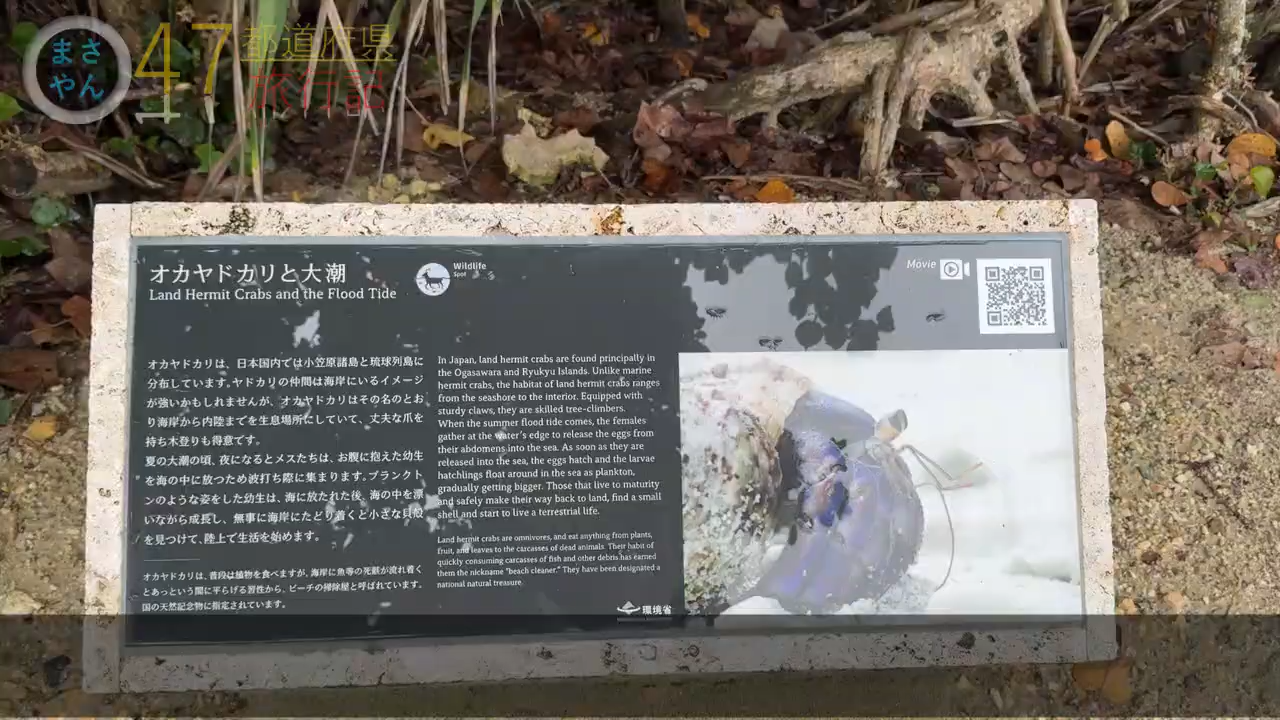 まさ
やん
47
都道府県
旅行記
オカヤドカリと大潮
Land Hermit Crabs and the Flood Tide
Wildlife
Spot
Movie
オカヤドカリは、日本国内では小笠原諸島と琉球列島に
分布しています。ヤドカリの仲間は海岸にいるイメージ
が強いかもしれませんが、オカヤドカリはその名のとお
り海岸から内陸までを生息場所にしていて、丈夫な爪を
持ち木登りも得意です。
夏の大潮の頃、夜になるとメスたちは、お腹に抱えた幼生
を海の中に放つため波打ち際に集まります。プランクト
ンのような姿をした幼生は、海に放たれた後、海の中を漂
いながら成長し、無事に海岸にたどり着くと小さな貝殻
を見つけて、陸上で生活を始めます。
オカヤドカリは、普段は植物を食べますが、海岸に魚等の死骸が流れ着く
とあっという間に平らげる習性から、ビーチの掃除屋と呼ばれています。
国の天然記念物に指定されています。
In Japan, land hermit crabs are found principally in
the Ogasawara and Ryukyu Islands. Unlike marine
hermit crabs, the habitat of land hermit crabs ranges
from the seashore to the interior. Equipped with
sturdy claws, they are skilled tree-climbers.
When the summer flood tide comes, the females
gather at the water's edge to release the eggs from
their abdomens into the sea. As soon as they are
released into the sea, the eggs hatch and the larvae
hatchlings float around in the sea as plankton,
gradually getting bigger. Those that live to maturity
and safely make their way back to land, find a small
shell and start to live a terrestrial life.
Land hermit crabs are omnivores, and eat anything from plants,
fruit, and leaves to the carcasses of dead animals. Their habit of
quickly consuming carcasses of fish and other debris has earned
them the nickname "beach cleaner." They have been designated a
national natural treasure.
環境省